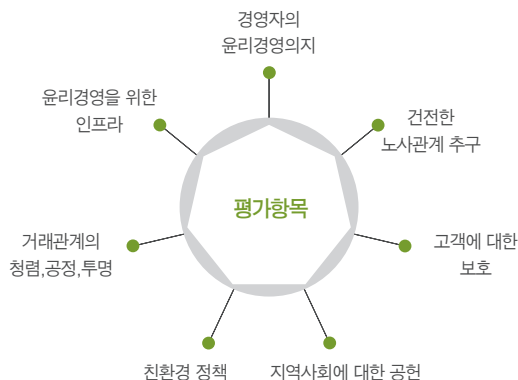 경영자의
윤리경영의지
윤리경영을 위한
인프라
건전한
노사관계 추구
평가항목
거래관계의
청렴,공정,투명
고객에 대한
보호
친환경 정책
지역사회에 대한 공헌